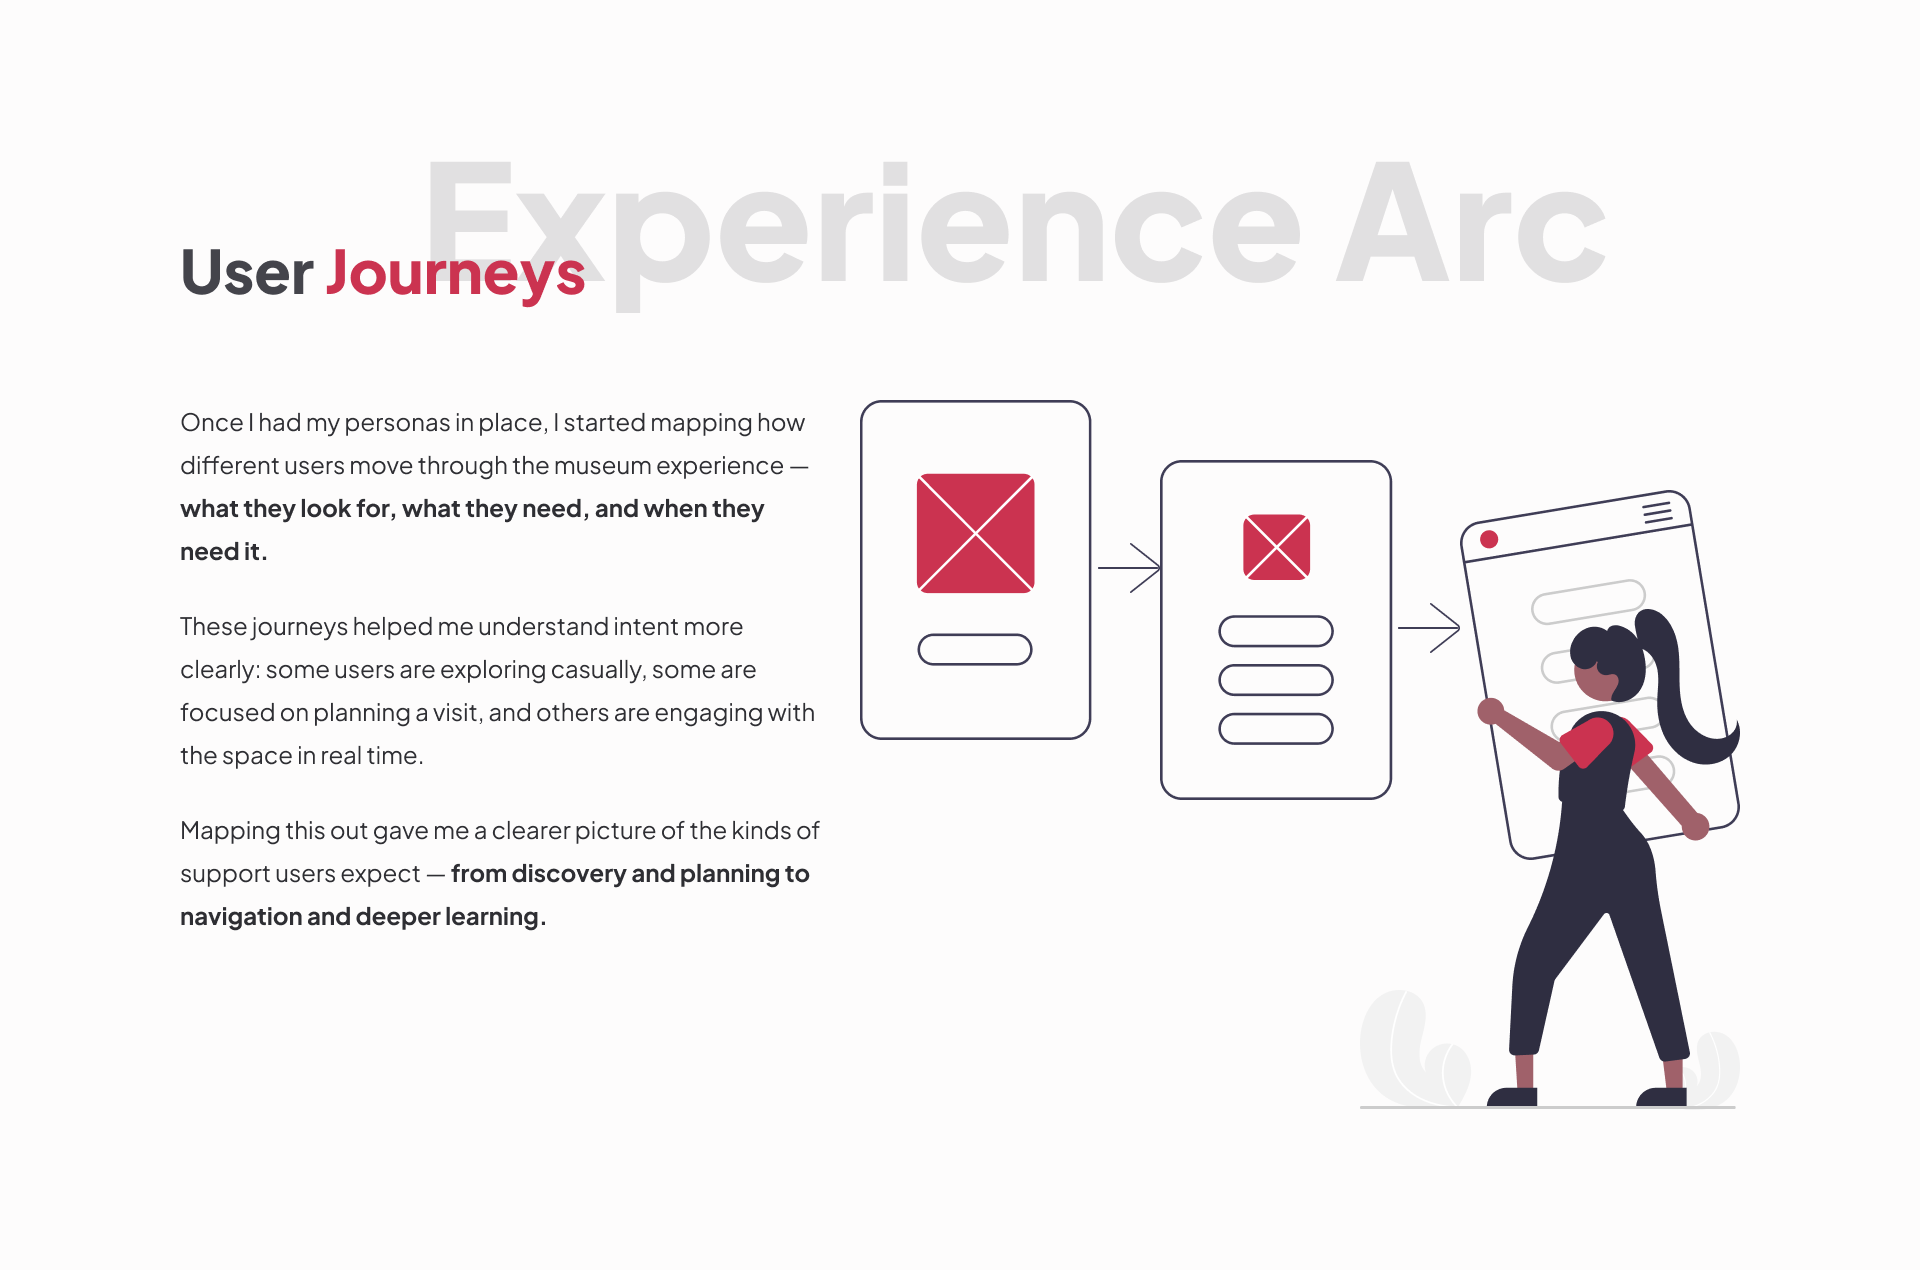 Experience Arc
User Journeys
Once I had my personas in place, I started mapping how
different users move through the museum experience —
what they look for, what they need, and when they
need it.
These journeys helped me understand intent more
clearly: some users are exploring casually, some are
focused on planning a visit, and others are engaging with
the space in real time.
Mapping this out gave me a clearer picture of the kinds of
support users expect — from discovery and planning to
navigation and deeper learning.